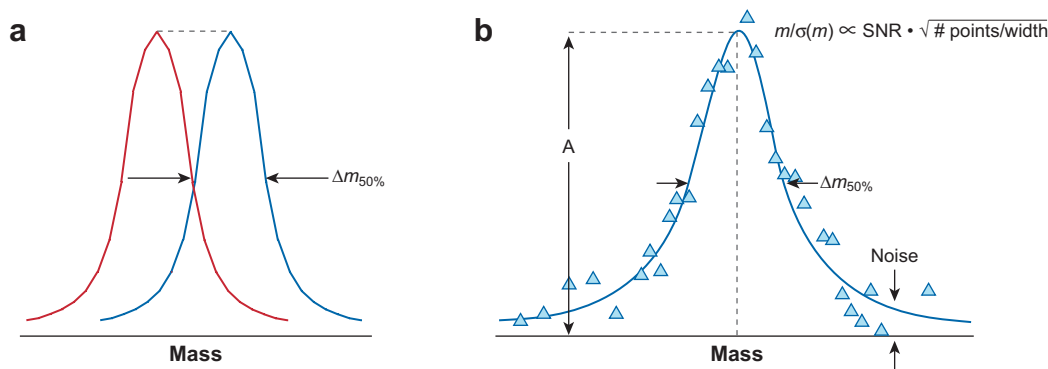 a
Δm50%
Mass
b
m/σ(m) ∝ SNR • √# points/width
A
Δm50%
Noise
Mass